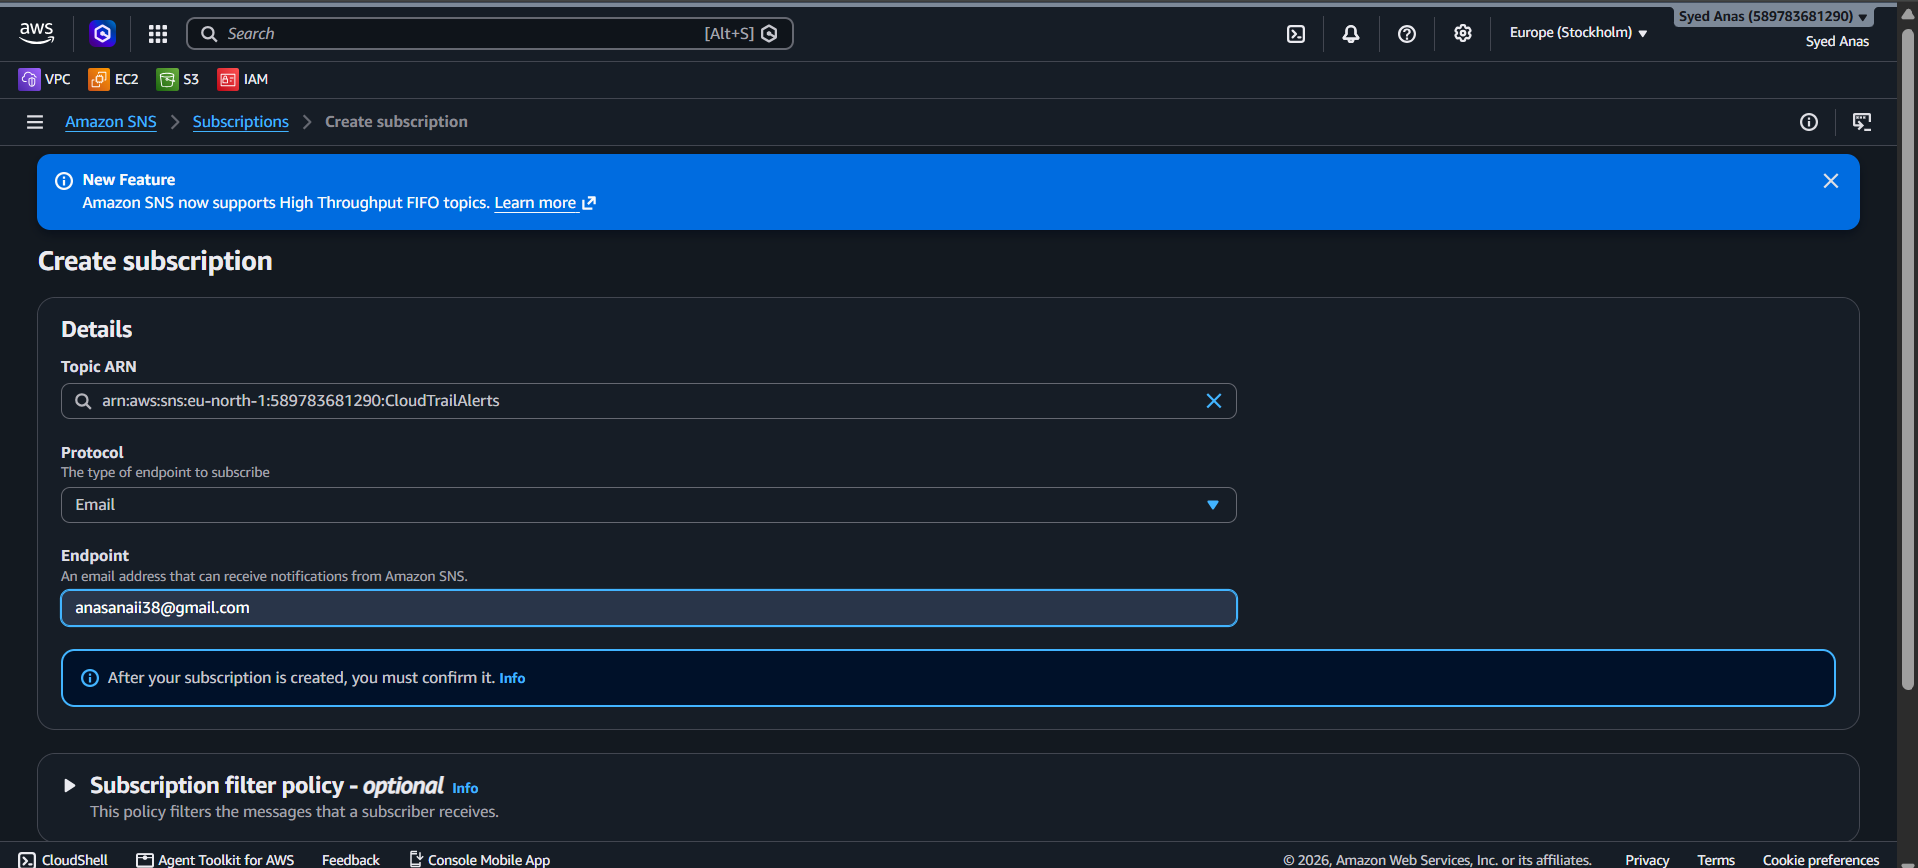 Syed Anas (589783681290)
aws
Search [Alt+S]
Europe (Stockholm)
Syed Anas
VPC EC2 S3 IAM
Amazon SNS Subscriptions Create subscription
New Feature
Amazon SNS now supports High Throughput FIFO topics. Learn more
Create subscription
Details
Topic ARN
arn:aws:sns:eu-north-1:589783681290:CloudTrailAlerts
Protocol
The type of endpoint to subscribe
Email
Endpoint
An email address that can receive notifications from Amazon SNS.
anasanaii38@gmail.com
After your subscription is created, you must confirm it. Info
Subscription filter policy - optional Info
This policy filters the messages that a subscriber receives.
CloudShell Agent Toolkit for AWS Feedback Console Mobile App © 2026, Amazon Web Services, Inc. or its affiliates. Privacy Terms Cookie preferences